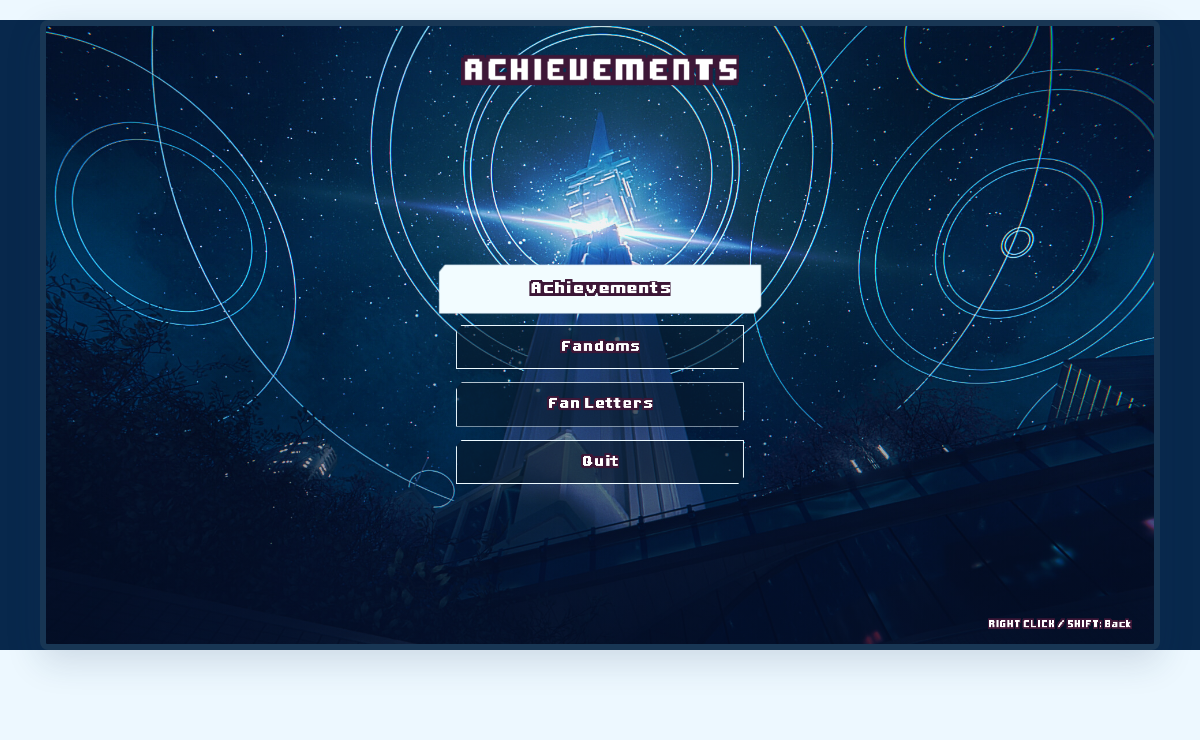 ACHIEVEMENTS
Achievements
Fandoms
Fan Letters
Quit
RIGHT CLICK / SHIFT: Back